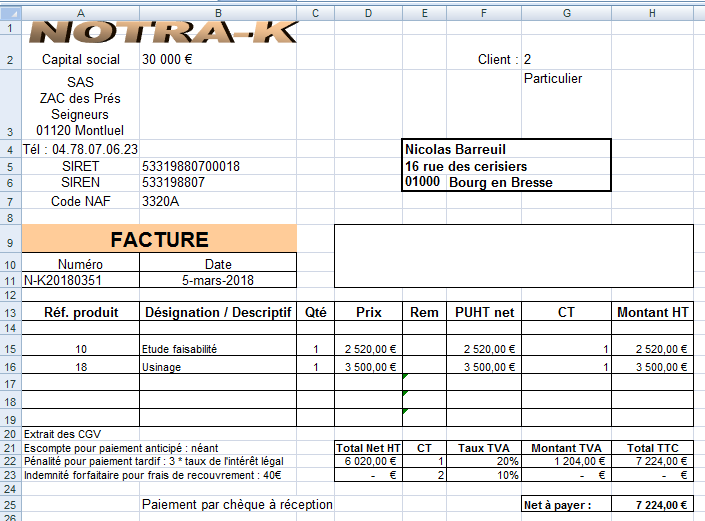 A B C D E F G H
1 NOTRA-K
2 Capital social 30 000 € Client : 2
Particulier
SAS
ZAC des Prés
Seigneurs
3 01120 Montluel
4 Tél : 04.78.07.06.23 Nicolas Barreuil
5 SIRET 53319880700018 16 rue des cerisiers
6 SIREN 533198807 01000 Bourg en Bresse
7 Code NAF 3320A
8
9 FACTURE
10 Numéro Date
11 N-K20180351 5-mars-2018
12
13 Réf. produit Désignation / Descriptif Qté Prix Rem PUHT net CT Montant HT
14
15 10 Etude faisabilité 1 2 520,00 € 2 520,00 € 1 2 520,00 €
16 18 Usinage 1 3 500,00 € 3 500,00 € 1 3 500,00 €
17
18
19
20 Extrait des CGV
21 Escompte pour paiement anticipé : néant Total Net HT CT Taux TVA Montant TVA Total TTC
22 Pénalité pour paiement tardif : 3 * taux de l'intérêt légal 6 020,00 € 1 20% 1 204,00 € 7 224,00 €
23 Indemnité forfaitaire pour frais de recouvrement : 40€ - € 2 10% - € - €
24
25 Paiement par chèque à réception Net à payer : 7 224,00 €
26